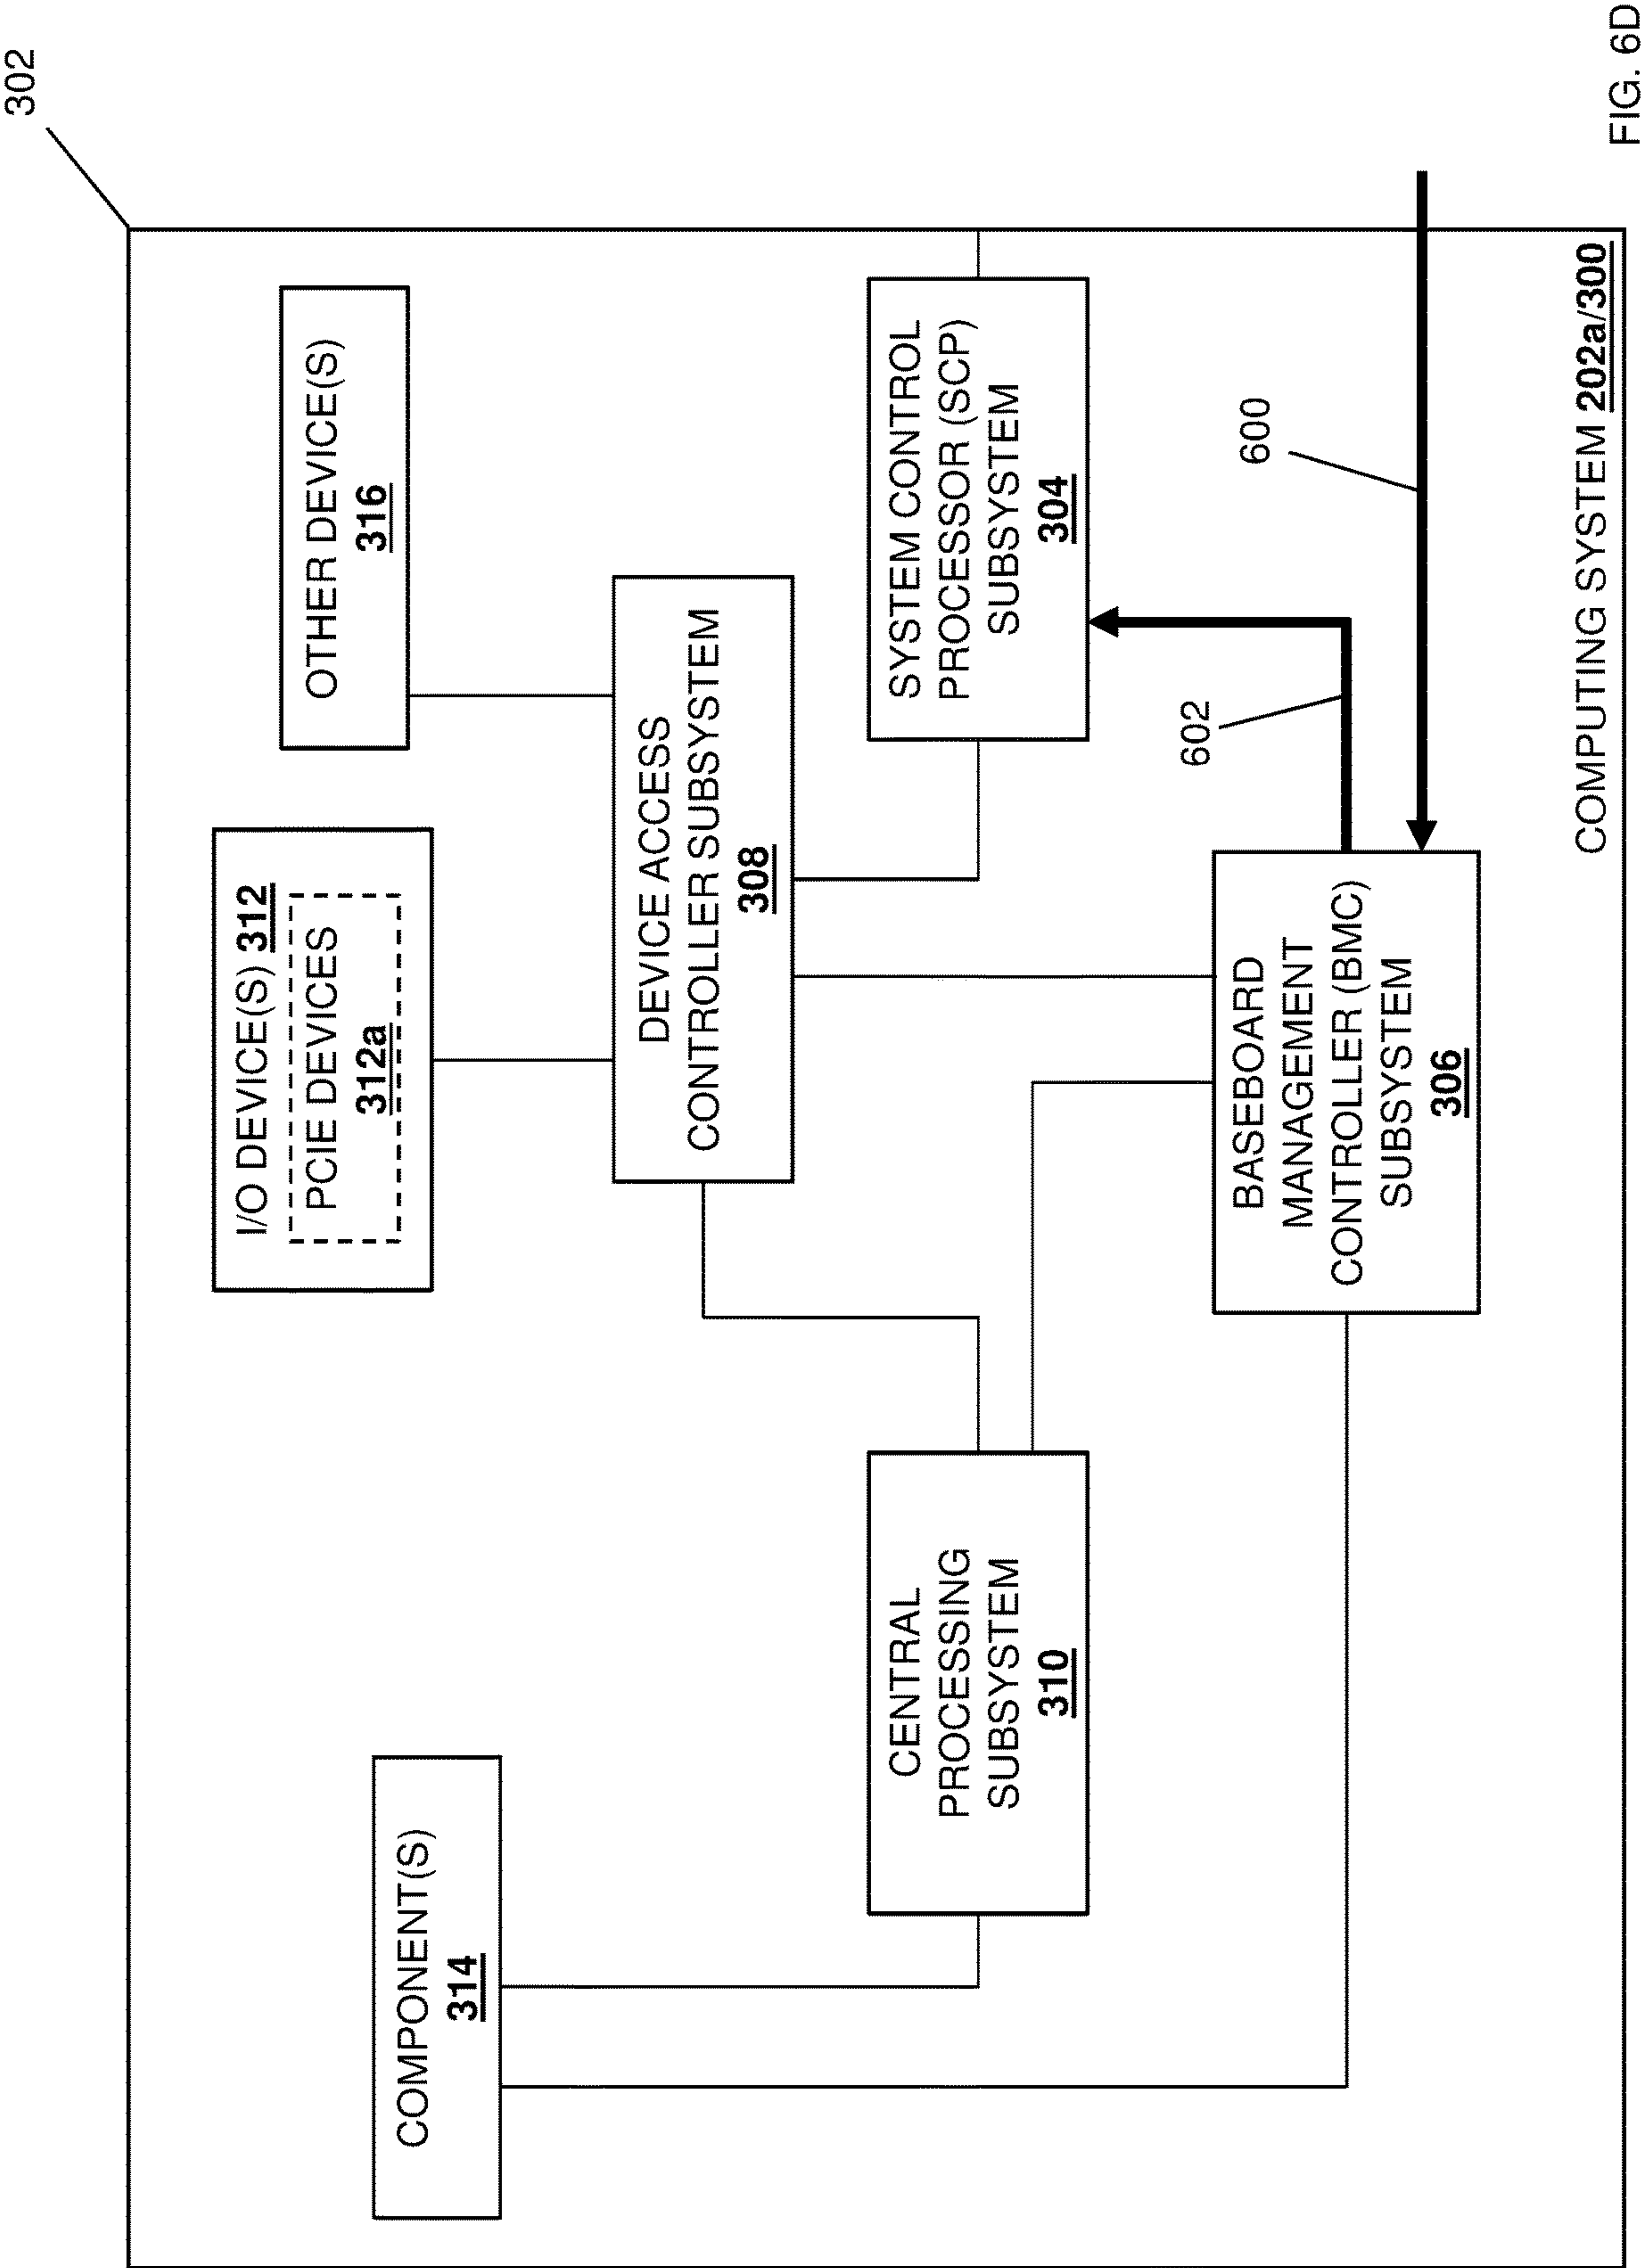 302
COMPONENT(S)
314
I/O DEVICE(S) 312
PCIE DEVICES
312a
OTHER DEVICE(S)
316
DEVICE ACCESS
CONTROLLER SUBSYSTEM
308
CENTRAL
PROCESSING
SUBSYSTEM
310
SYSTEM CONTROL
PROCESSOR (SCP)
SUBSYSTEM
304
602
600
BASEBOARD
MANAGEMENT
CONTROLLER (BMC)
SUBSYSTEM
306
COMPUTING SYSTEM 202a/300
FIG. 6D